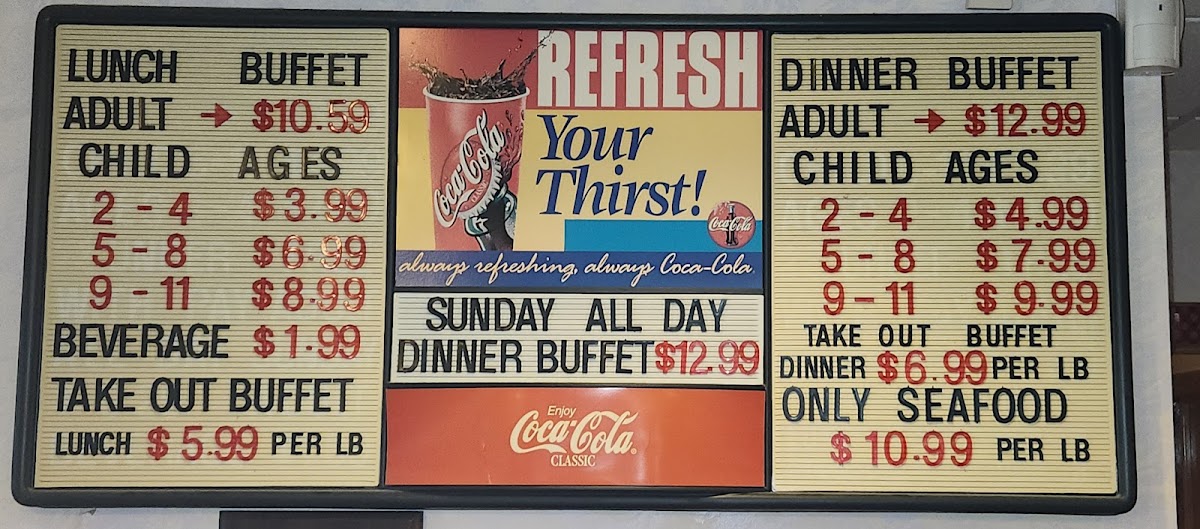 LUNCH BUFFET
ADULT → $10.59
CHILD AGES
2 - 4 $3.99
5 - 8 $6.99
9 - 11 $8.99
BEVERAGE $1.99
TAKE OUT BUFFET
LUNCH $5.99 PER LB
REFRESH
Your
Thirst!
Coca-Cola
Coca-Cola
always refreshing, always Coca-Cola
SUNDAY ALL DAY
DINNER BUFFET $12.99
Enjoy
Coca-Cola
CLASSIC
DINNER BUFFET
ADULT → $12.99
CHILD AGES
2 - 4 $4.99
5 - 8 $7.99
9 - 11 $9.99
TAKE OUT BUFFET
DINNER $6.99 PER LB
ONLY SEAFOOD
$10.99 PER LB